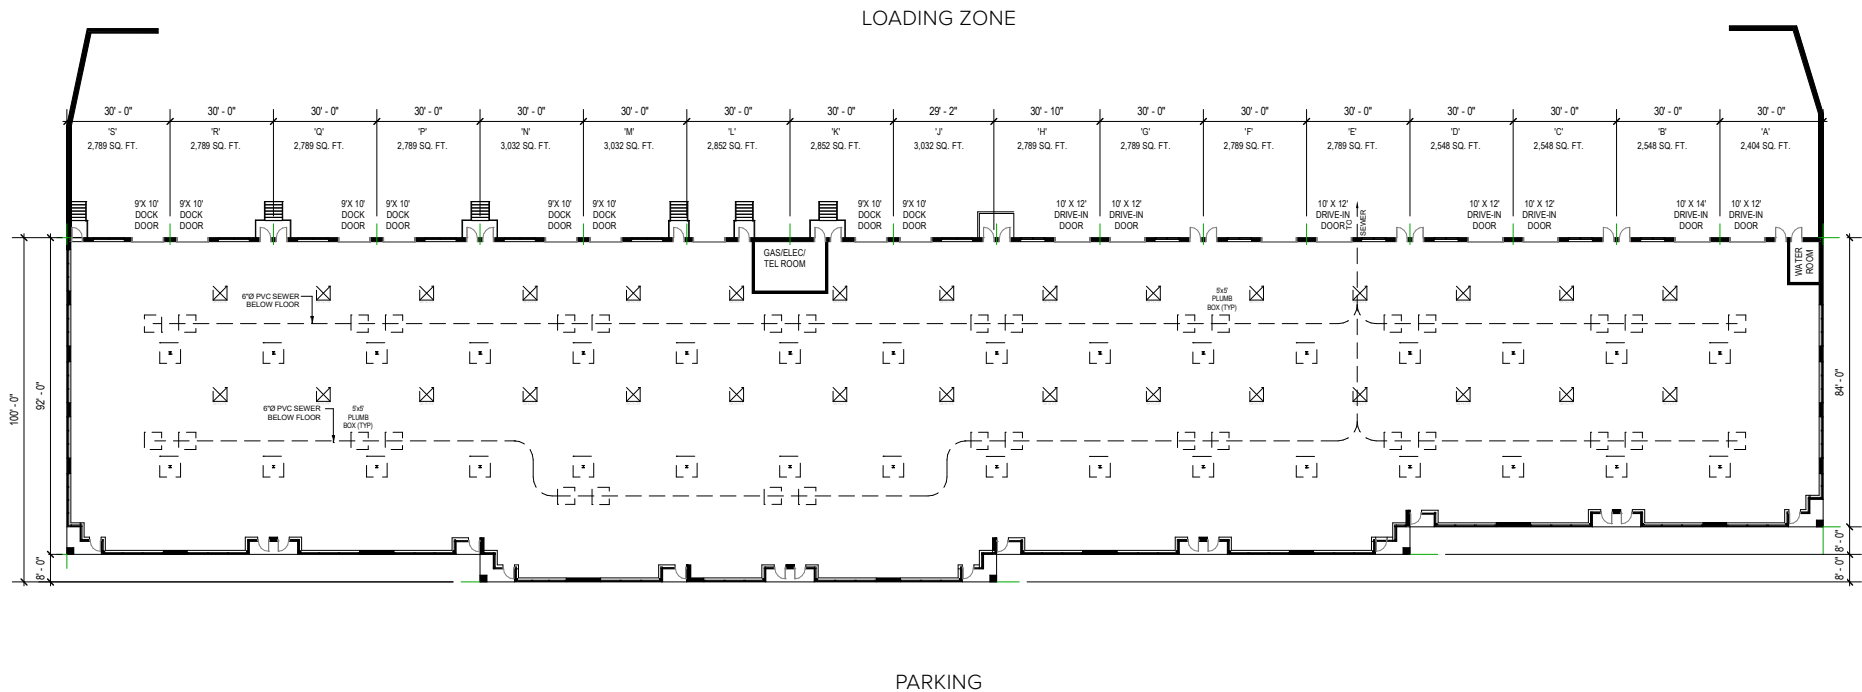 LOADING ZONE
30' - 0" 30' - 0" 30' - 0" 30' - 0" 30' - 0" 30' - 0" 30' - 0" 30' - 0" 29' - 2" 30' - 10" 30' - 0" 30' - 0" 30' - 0" 30' - 0" 30' - 0" 30' - 0" 30' - 0"
'S' 'R' 'Q' 'P' 'N' 'M' 'L' 'K' 'J' 'H' 'G' 'F' 'E' 'D' 'C' 'B' 'A'
2,789 SQ. FT. 2,789 SQ. FT. 2,789 SQ. FT. 2,789 SQ. FT. 3,032 SQ. FT. 3,032 SQ. FT. 2,852 SQ. FT. 2,852 SQ. FT. 3,032 SQ. FT. 2,789 SQ. FT. 2,789 SQ. FT. 2,789 SQ. FT. 2,789 SQ. FT. 2,548 SQ. FT. 2,548 SQ. FT. 2,548 SQ. FT. 2,404 SQ. FT.
9'X 10' 9'X 10' 9'X 10' 9'X 10' 9'X 10' 9'X 10' 9'X 10' 9'X 10' 10' X 12' 10' X 12' 10' X 12' 10' X 12' 10' X 12' 10' X 14' 10' X 12'
DOCK DOCK DOCK DOCK DOCK DOCK DOCK DOCK DRIVE-IN DRIVE-IN DRIVE-IN DRIVE-IN DRIVE-IN DRIVE-IN DRIVE-IN
DOOR DOOR DOOR DOOR DOOR DOOR DOOR DOOR DOOR DOOR DOOR DOOR DOOR DOOR DOOR
TO
SEWER
GAS/ELEC/
TEL ROOM
WATER
ROOM
6"Ø PVC SEWER
BELOW FLOOR
5'x5'
PLUMB
BOX (TYP)
100' - 0"
92' - 0"
84' - 0"
6"Ø PVC SEWER
BELOW FLOOR
5'x5'
PLUMB
BOX (TYP)
8' - 0"
8' - 0"
8' - 0"
PARKING